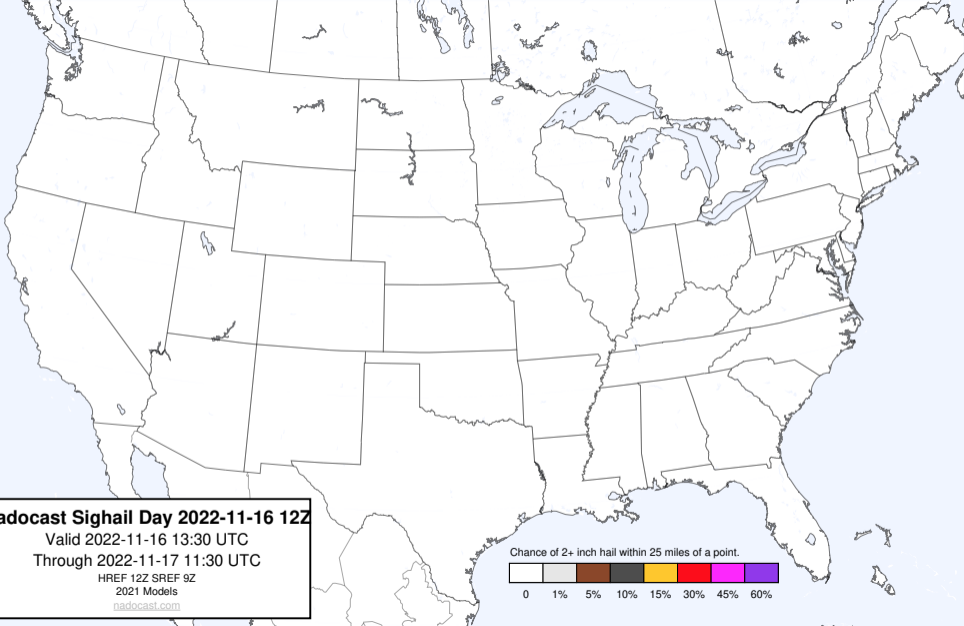 adocast Sighail Day 2022-11-16 12Z
Valid 2022-11-16 13:30 UTC
Through 2022-11-17 11:30 UTC
HREF 12Z SREF 9Z
2021 Models
nadocast.com
Chance of 2+ inch hail within 25 miles of a point.
0 1% 5% 10% 15% 30% 45% 60%